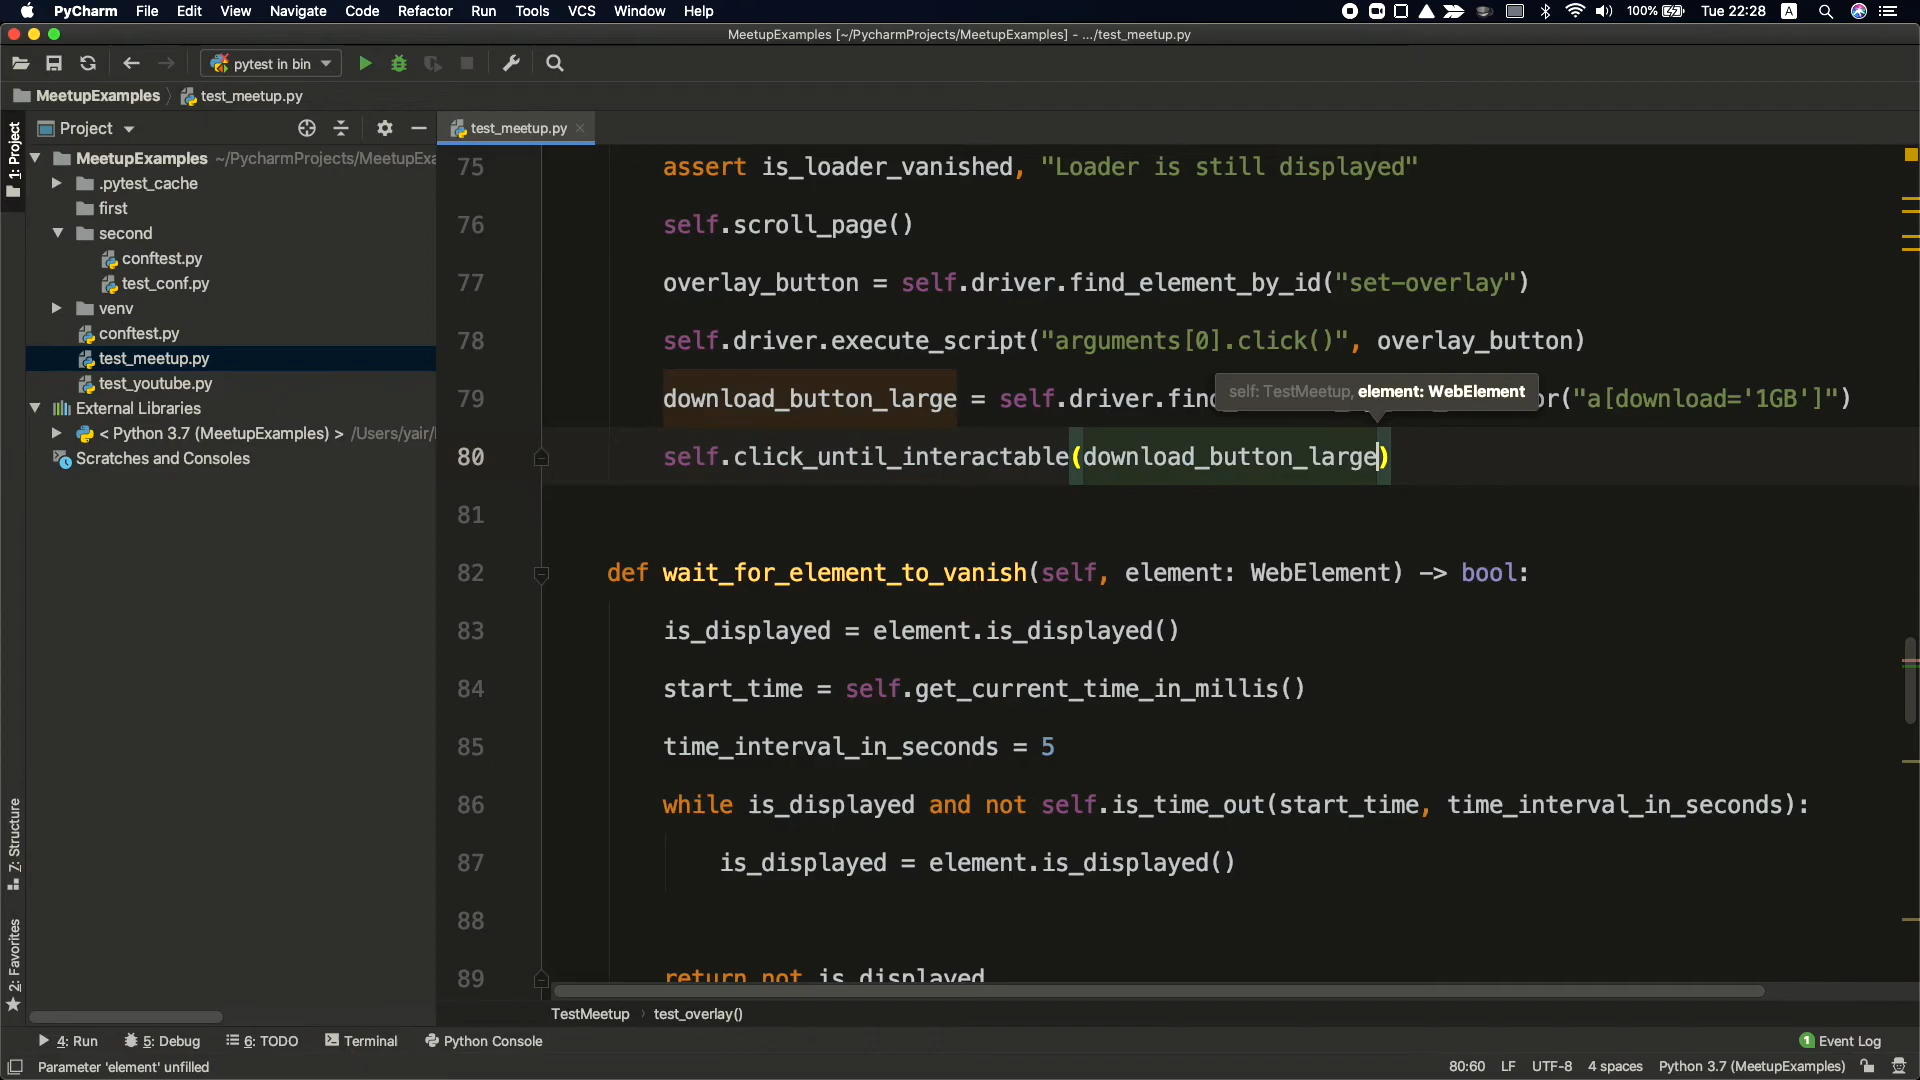 PyCharm File Edit View Navigate Code Refactor Run Tools VCS Window Help 100% Tue 22:28 A
MeetupExamples [~/PycharmProjects/MeetupExamples] - .../test_meetup.py
pytest in bin
MeetupExamples test_meetup.py
1: Project
Project
test_meetup.py
MeetupExamples ~/PycharmProjects/MeetupExa
.pytest_cache
first
second
conftest.py
test_conf.py
venv
conftest.py
test_meetup.py
test_youtube.py
External Libraries
< Python 3.7 (MeetupExamples) > /Users/yair/
Scratches and Consoles
75 assert is_loader_vanished, "Loader is still displayed"
76 self.scroll_page()
77 overlay_button = self.driver.find_element_by_id("set-overlay")
78 self.driver.execute_script("arguments[0].click()", overlay_button)
self: TestMeetup, element: WebElement
79 download_button_large = self.driver.fin or("a[download='1GB']")
80 self.click_until_interactable(download_button_large)
81
82 def wait_for_element_to_vanish(self, element: WebElement) -> bool:
83 is_displayed = element.is_displayed()
84 start_time = self.get_current_time_in_millis()
85 time_interval_in_seconds = 5
86 while is_displayed and not self.is_time_out(start_time, time_interval_in_seconds):
87 is_displayed = element.is_displayed()
88
89 return not is_displayed
7: Structure
2: Favorites
TestMeetup test_overlay()
4: Run 5: Debug 6: TODO Terminal Python Console 1 Event Log
Parameter 'element' unfilled 80:60 LF UTF-8 4 spaces Python 3.7 (MeetupExamples)